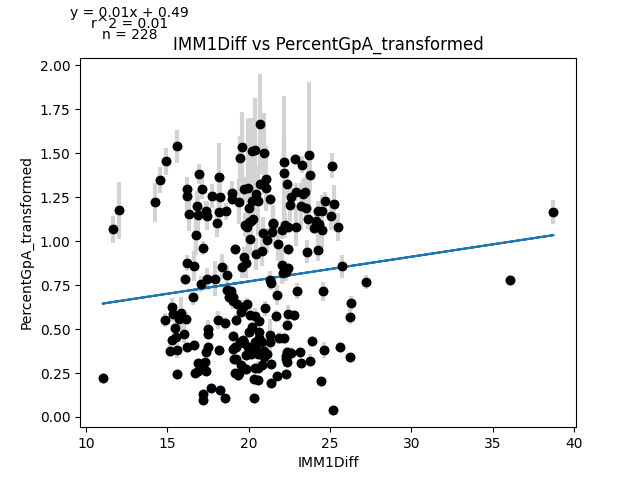 y = 0.01x + 0.49
r^2 = 0.01
n = 228
IMM1Diff vs PercentGpA_transformed
2.00
1.75
1.50
1.25
1.00
0.75
0.50
0.25
0.00
PercentGpA_transformed
10 15 20 25 30 35 40
IMM1Diff